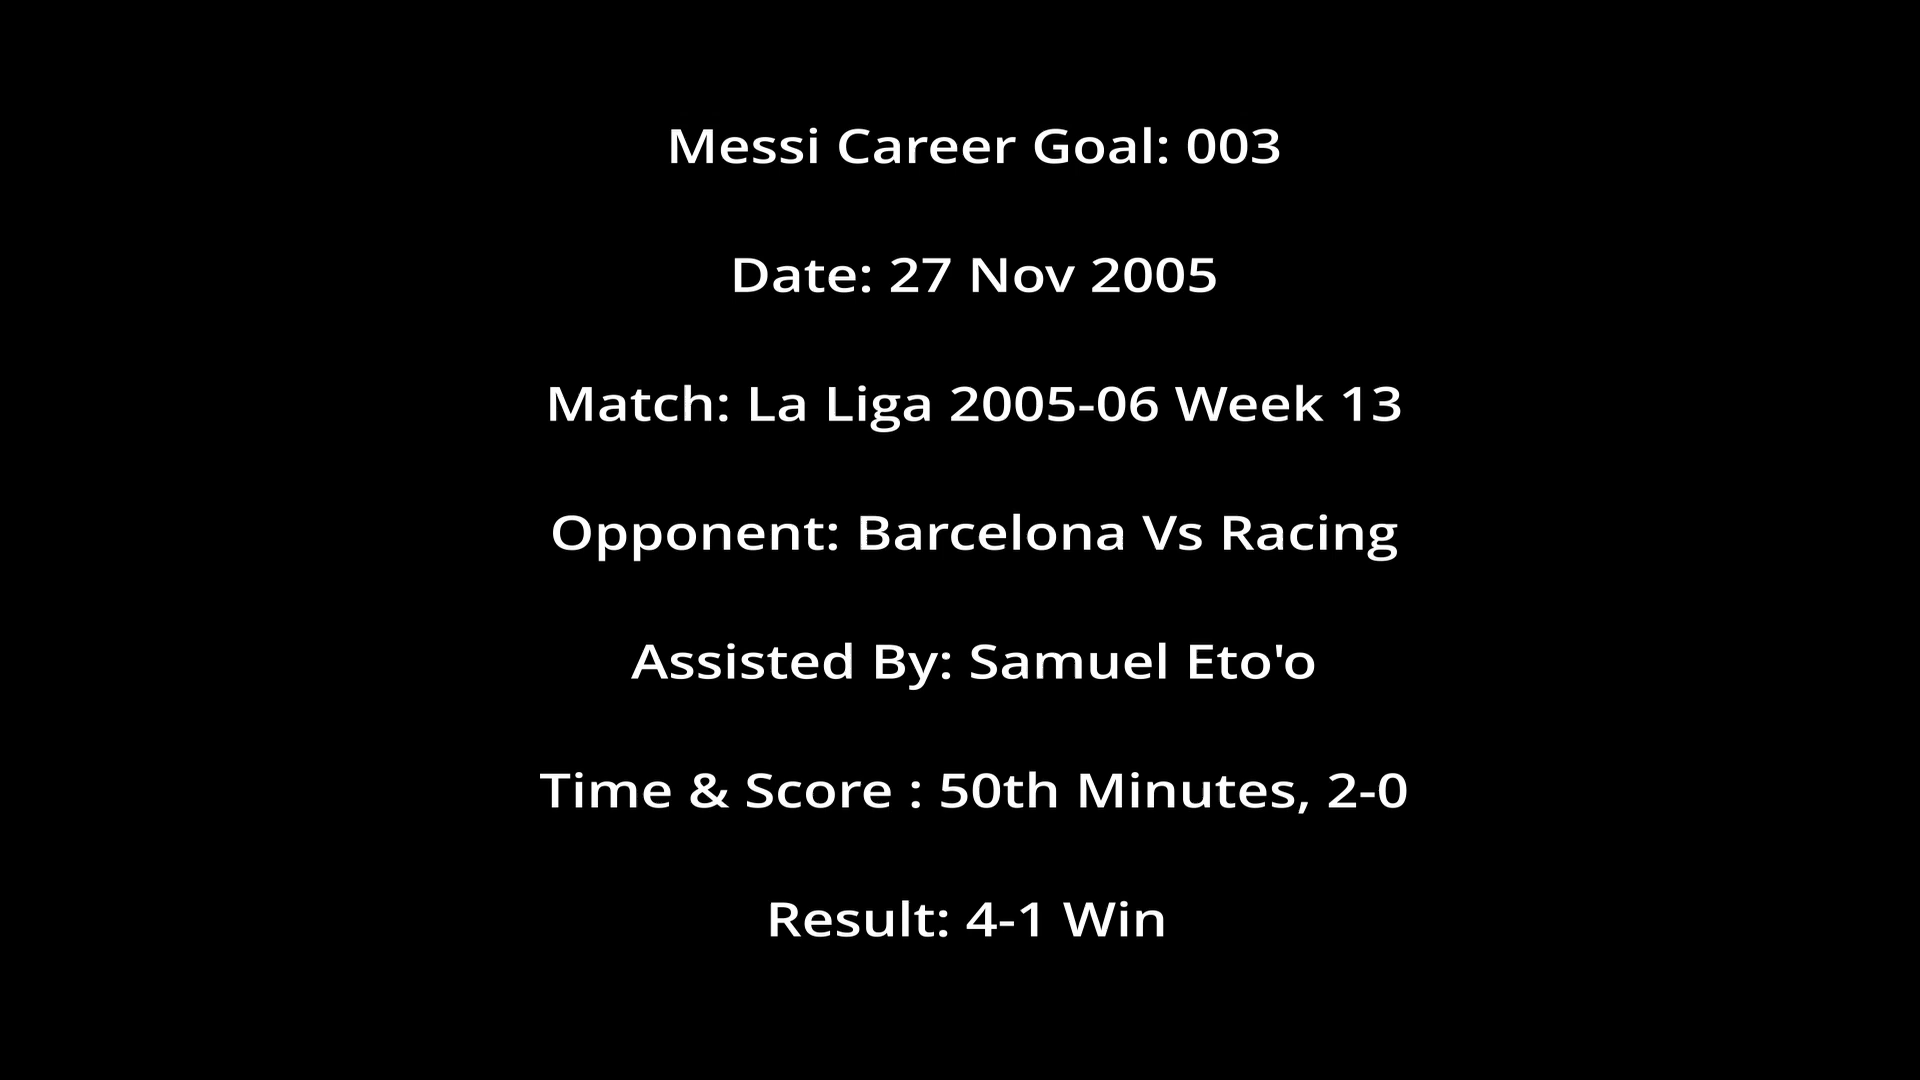 Messi Career Goal: 003
Date: 27 Nov 2005
Match: La Liga 2005-06 Week 13
Opponent: Barcelona Vs Racing
Assisted By: Samuel Eto'o
Time & Score : 50th Minutes, 2-0
Result: 4-1 Win